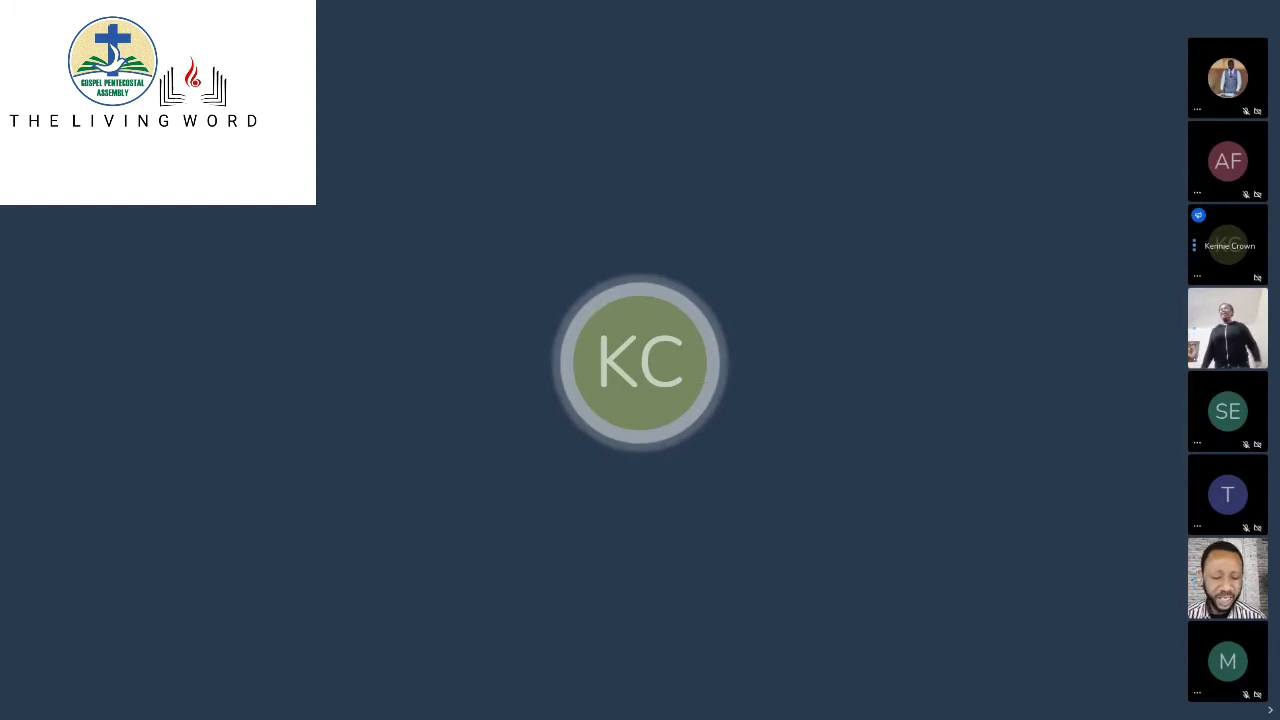 GOSPEL PENTECOSTAL
ASSEMBLY
THE LIVING WORD
KC
AF
Kennie Crown
SE
T
M